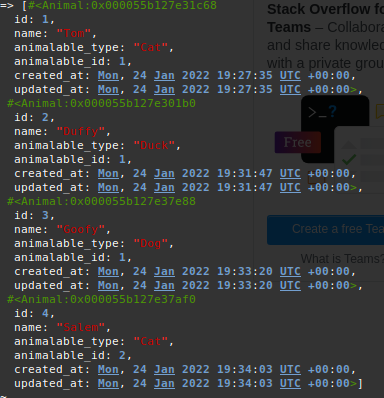 => [#<Animal:0x000055b127e31c68
id: 1,
name: "Tom",
animalable_type: "Cat",
animalable_id: 1,
created_at: Mon, 24 Jan 2022 19:27:35 UTC +00:00,
updated_at: Mon, 24 Jan 2022 19:27:35 UTC +00:00>,
#<Animal:0x000055b127e301b0
id: 2,
name: "Duffy",
animalable_type: "Duck",
animalable_id: 1,
created_at: Mon, 24 Jan 2022 19:31:47 UTC +00:00,
updated_at: Mon, 24 Jan 2022 19:31:47 UTC +00:00>,
#<Animal:0x000055b127e37e88
id: 3,
name: "Goofy",
animalable_type: "Dog",
animalable_id: 1,
created_at: Mon, 24 Jan 2022 19:33:20 UTC +00:00,
updated_at: Mon, 24 Jan 2022 19:33:20 UTC +00:00>,
#<Animal:0x000055b127e37af0
id: 4,
name: "Salem",
animalable_type: "Cat",
animalable_id: 2,
created_at: Mon, 24 Jan 2022 19:34:03 UTC +00:00,
updated_at: Mon, 24 Jan 2022 19:34:03 UTC +00:00>]
~
Stack Overflow fo
Teams – Collabora
and share knowled
with a private grou
>_?
Free
Create a free Tea
What is Teams?